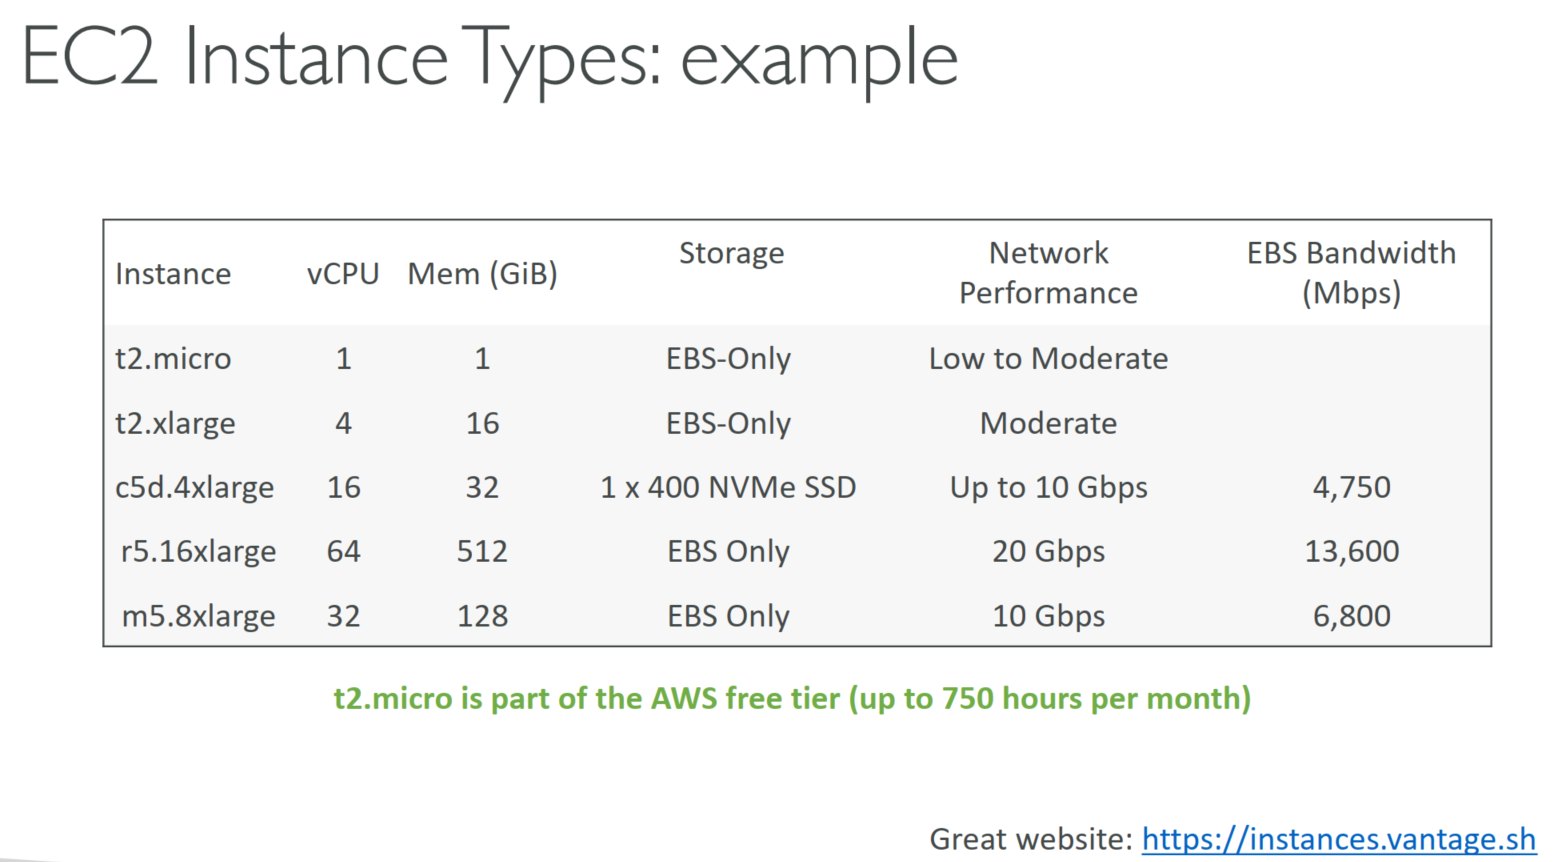 EC2 Instance Types: example
Instance vCPU Mem (GiB) Storage Network Performance EBS Bandwidth (Mbps)
t2.micro 1 1 EBS-Only Low to Moderate
t2.xlarge 4 16 EBS-Only Moderate
c5d.4xlarge 16 32 1 x 400 NVMe SSD Up to 10 Gbps 4,750
r5.16xlarge 64 512 EBS Only 20 Gbps 13,600
m5.8xlarge 32 128 EBS Only 10 Gbps 6,800
t2.micro is part of the AWS free tier (up to 750 hours per month)
Great website: https://instances.vantage.sh